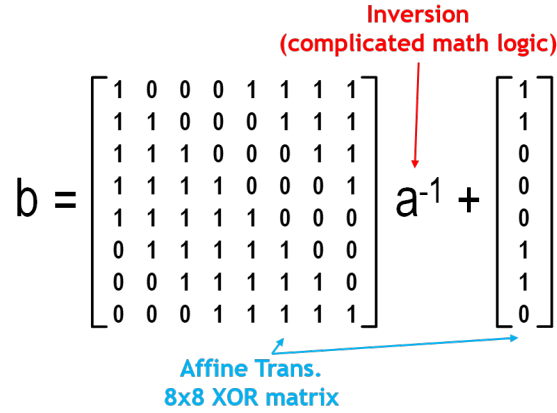 Inversion
(complicated math logic)
1 0 0 0 1 1 1 1 1
1 1 0 0 0 1 1 1 1
1 1 1 0 0 0 1 1 0
b = 1 1 1 1 0 0 0 1 a-1 + 0
1 1 1 1 1 0 0 0 0
0 1 1 1 1 1 0 0 1
0 0 1 1 1 1 1 0 1
0 0 0 1 1 1 1 1 0
Affine Trans.
8x8 XOR matrix